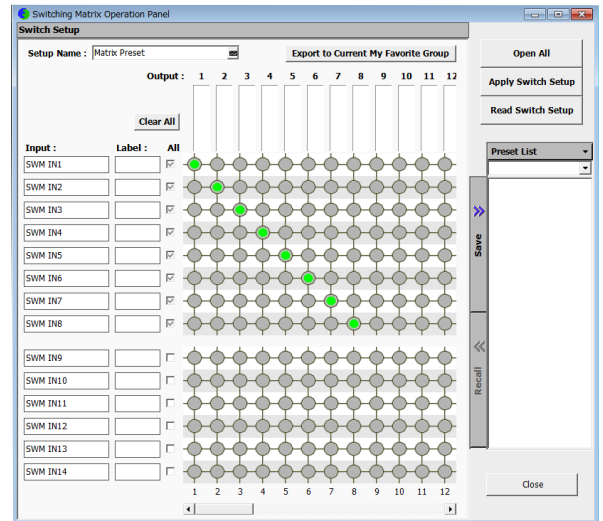 Switching Matrix Operation Panel
Switch Setup
Setup Name : Matrix Preset
Export to Current My Favorite Group
Open All
Output : 1 2 3 4 5 6 7 8 9 10 11 12
Apply Switch Setup
Read Switch Setup
Clear All
Input : Label : All
Preset List
SWM IN1
SWM IN2
SWM IN3
SWM IN4
SWM IN5
SWM IN6
SWM IN7
SWM IN8
Save
SWM IN9
SWM IN10
SWM IN11
SWM IN12
SWM IN13
SWM IN14
Recall
1 2 3 4 5 6 7 8 9 10 11 12
Close